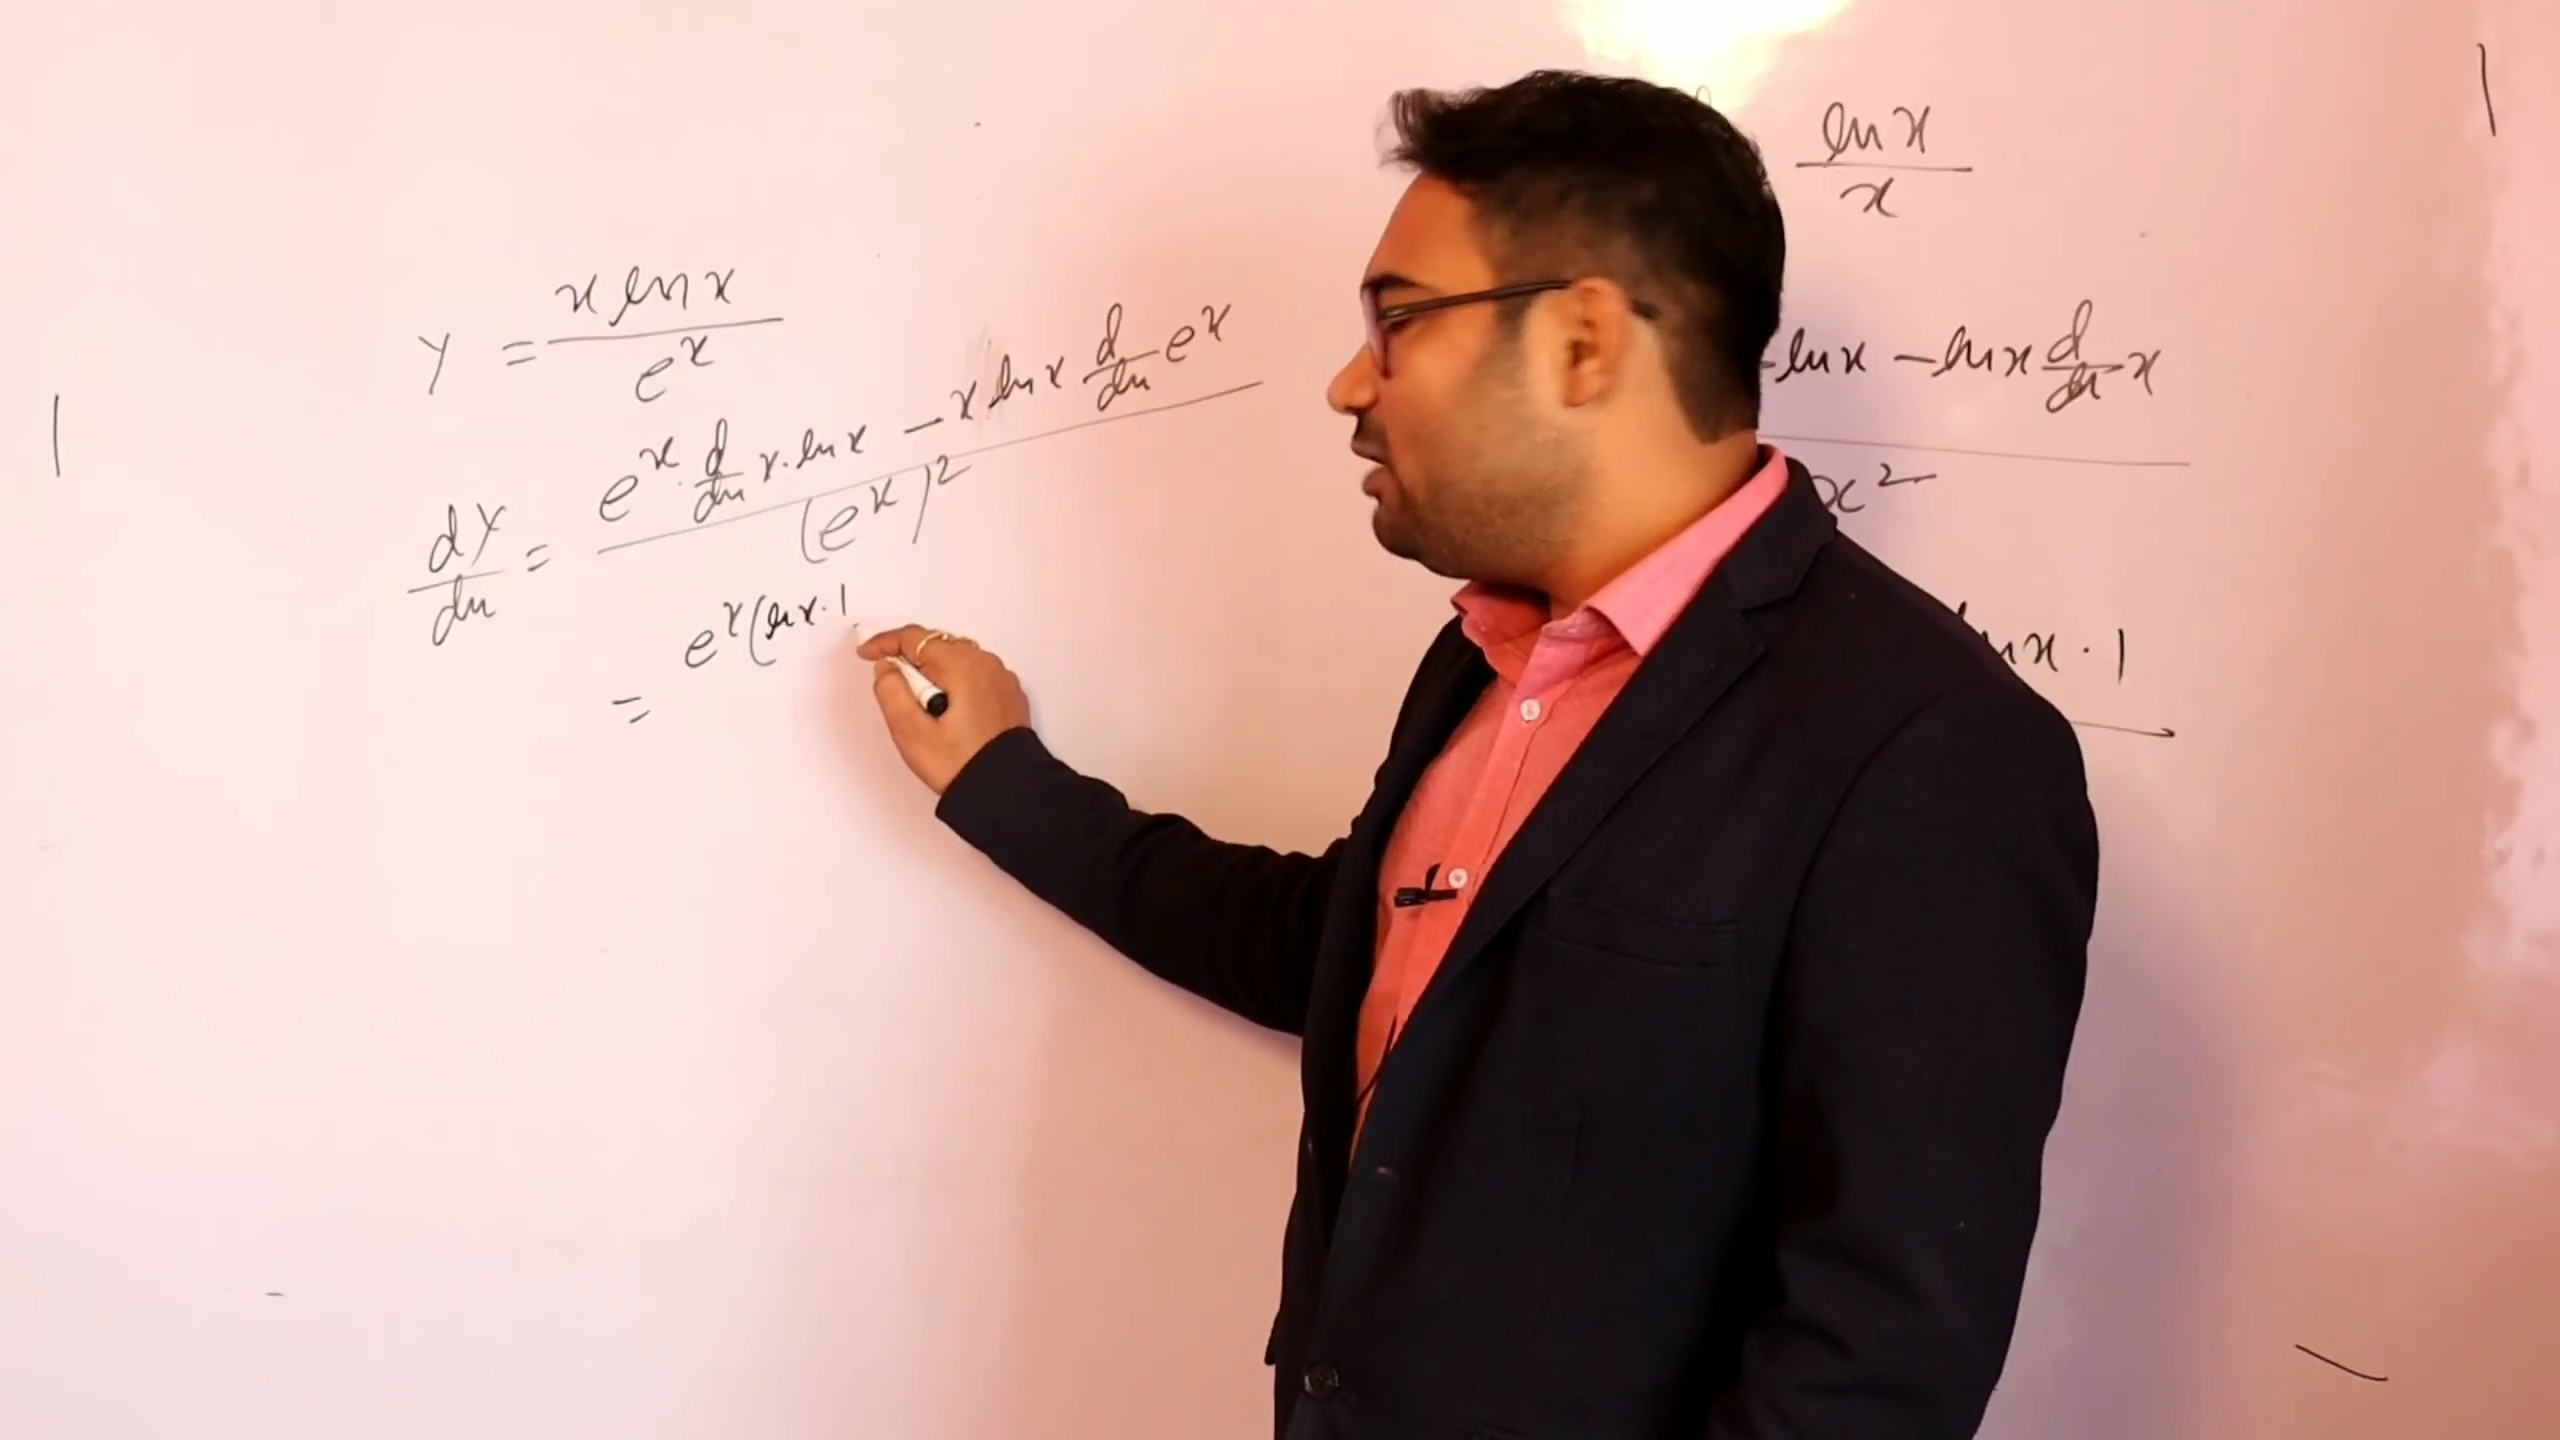 y = x ln x / e^x
dy/dx = e^x · d/dx x · ln x − x ln x d/dx e^x / (e^x)^2
= e^x (ln x · 1
ln x / x
ln x − ln x d/dx x
x^2
ln x · 1